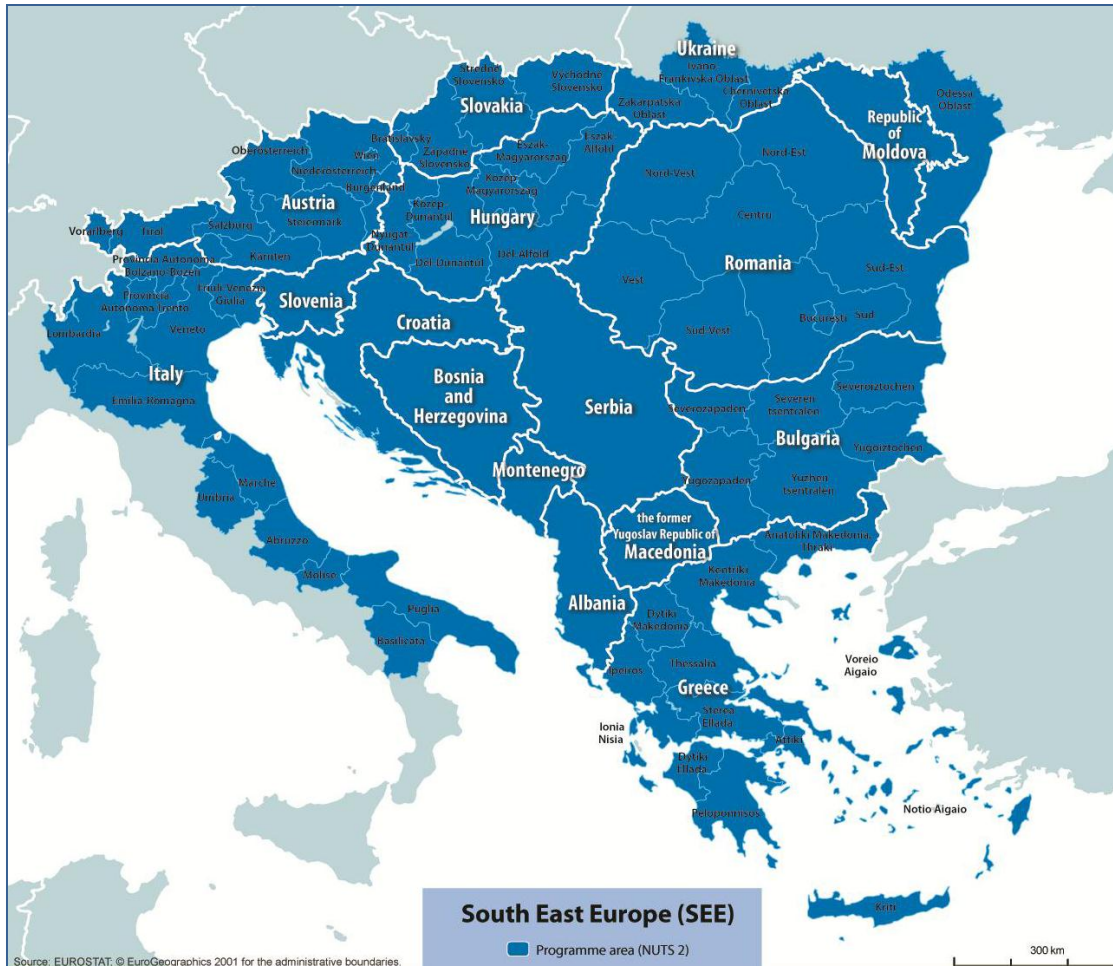 Ukraine
Ivano
Frankivska Oblast
Chernivetska
Oblast
Zakarpatska
Oblast
Odessa
Oblast
Republic
of
Moldova
Stredné
Slovensko
Východné
Slovensko
Slovakia
Bratislavský
Západné
Slovensko
Oberösterreich
Wien
Niederösterreich
Burgenland
Austria
Steiermark
Salzburg
Vorarlberg
Tirol
Kärnten
Észak-
Magyarország
Észak
Alföld
Közép-
Magyarország
Közép-
Dunántúl
Hungary
Nyugat
Dunántúl
Dél-Dunántúl
Dél-Alföld
Nord-Vest
Nord-Est
Centru
Romania
Vest
Sud-Est
Sud-Vest
Bucuresti
Sud
Provincia Autonoma
Bolzano-Bozen
Provincia
Autonoma Trento
Friuli-Venezia
Giulia
Lombardia
Veneto
Italy
Emilia-Romagna
Marche
Umbria
Abruzzo
Molise
Puglia
Basilicata
Slovenia
Croatia
Bosnia
and
Herzegovina
Serbia
Montenegro
Severozapaden
Severen
tsentralen
Severoiztochen
Bulgaria
Yugoiztochen
Yugozapaden
Yuzhen
tsentralen
the former
Yugoslav Republic of
Macedonia
Albania
Anatoliki Makedonia,
Thraki
Kentriki
Makedonia
Dytiki
Makedonia
Ipeiros
Thessalia
Greece
Sterea
Ellada
Ionia
Nisia
Attiki
Dytiki
Ellada
Peloponnisos
Voreio
Aigaio
Notio Aigaio
Kriti
South East Europe (SEE)
Programme area (NUTS 2)
300 km
Source: EUROSTAT; © EuroGeographics 2001 for the administrative boundaries.